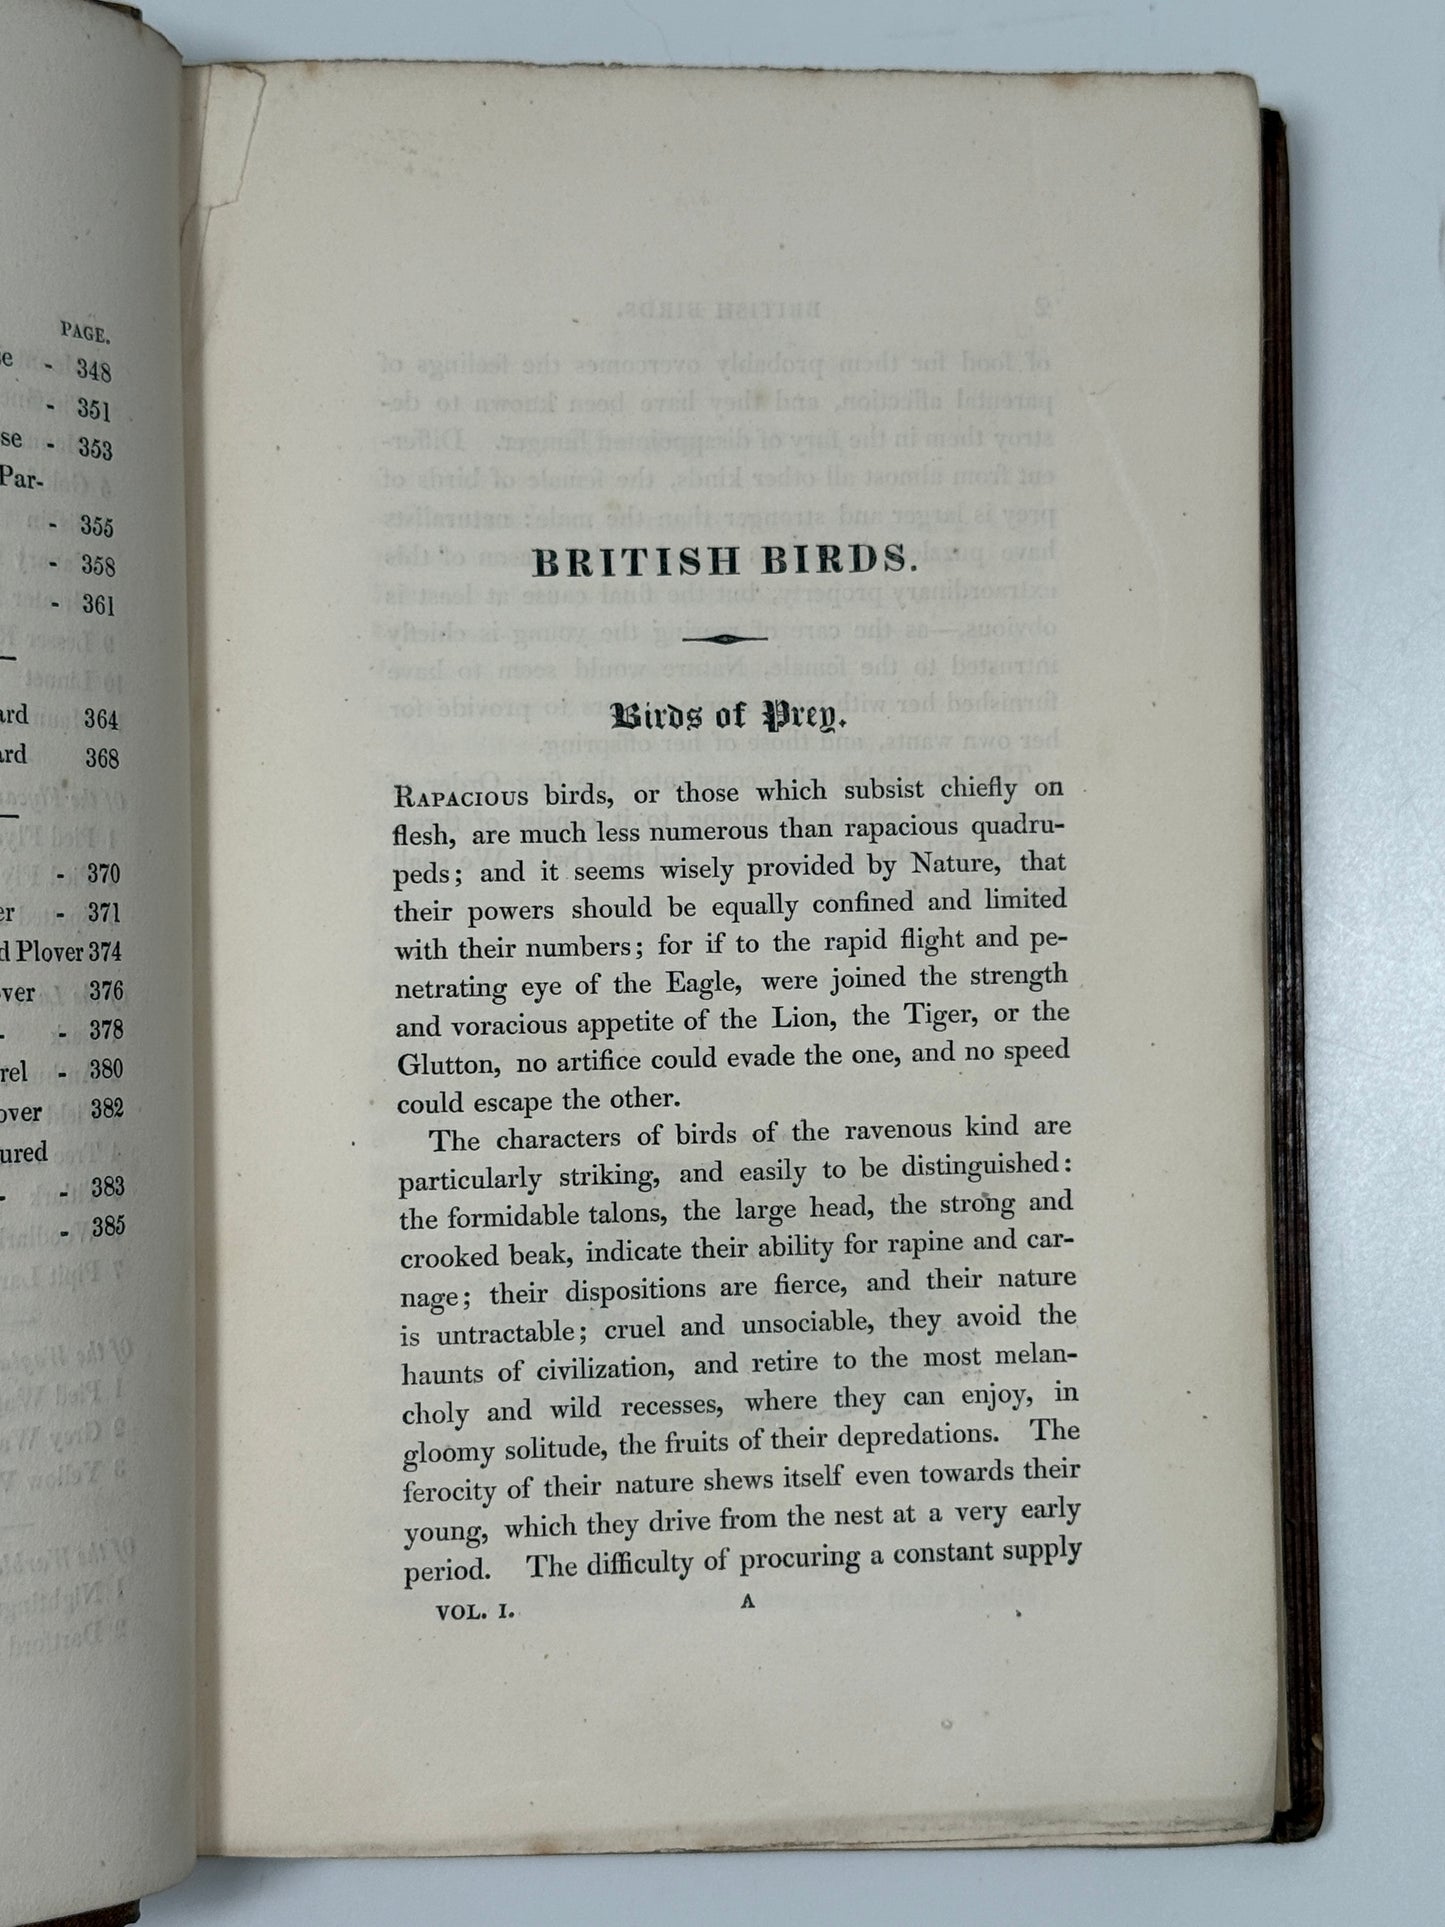 PAGE.
- 348
- 351
se - 353
Par-
- 355
- 358
- 361
ard 364
ard 368
- 370
er - 371
d Plover 374
over 376
- - 378
rel - 380
over 382
ured
- - 383
- 385
BRITISH BIRDS.
Birds of Prey.
RAPACIOUS birds, or those which subsist chiefly on
flesh, are much less numerous than rapacious quadru-
peds; and it seems wisely provided by Nature, that
their powers should be equally confined and limited
with their numbers; for if to the rapid flight and pe-
netrating eye of the Eagle, were joined the strength
and voracious appetite of the Lion, the Tiger, or the
Glutton, no artifice could evade the one, and no speed
could escape the other.
The characters of birds of the ravenous kind are
particularly striking, and easily to be distinguished:
the formidable talons, the large head, the strong and
crooked beak, indicate their ability for rapine and car-
nage; their dispositions are fierce, and their nature
is untractable; cruel and unsociable, they avoid the
haunts of civilization, and retire to the most melan-
choly and wild recesses, where they can enjoy, in
gloomy solitude, the fruits of their depredations. The
ferocity of their nature shews itself even towards their
young, which they drive from the nest at a very early
period. The difficulty of procuring a constant supply
VOL. I. A